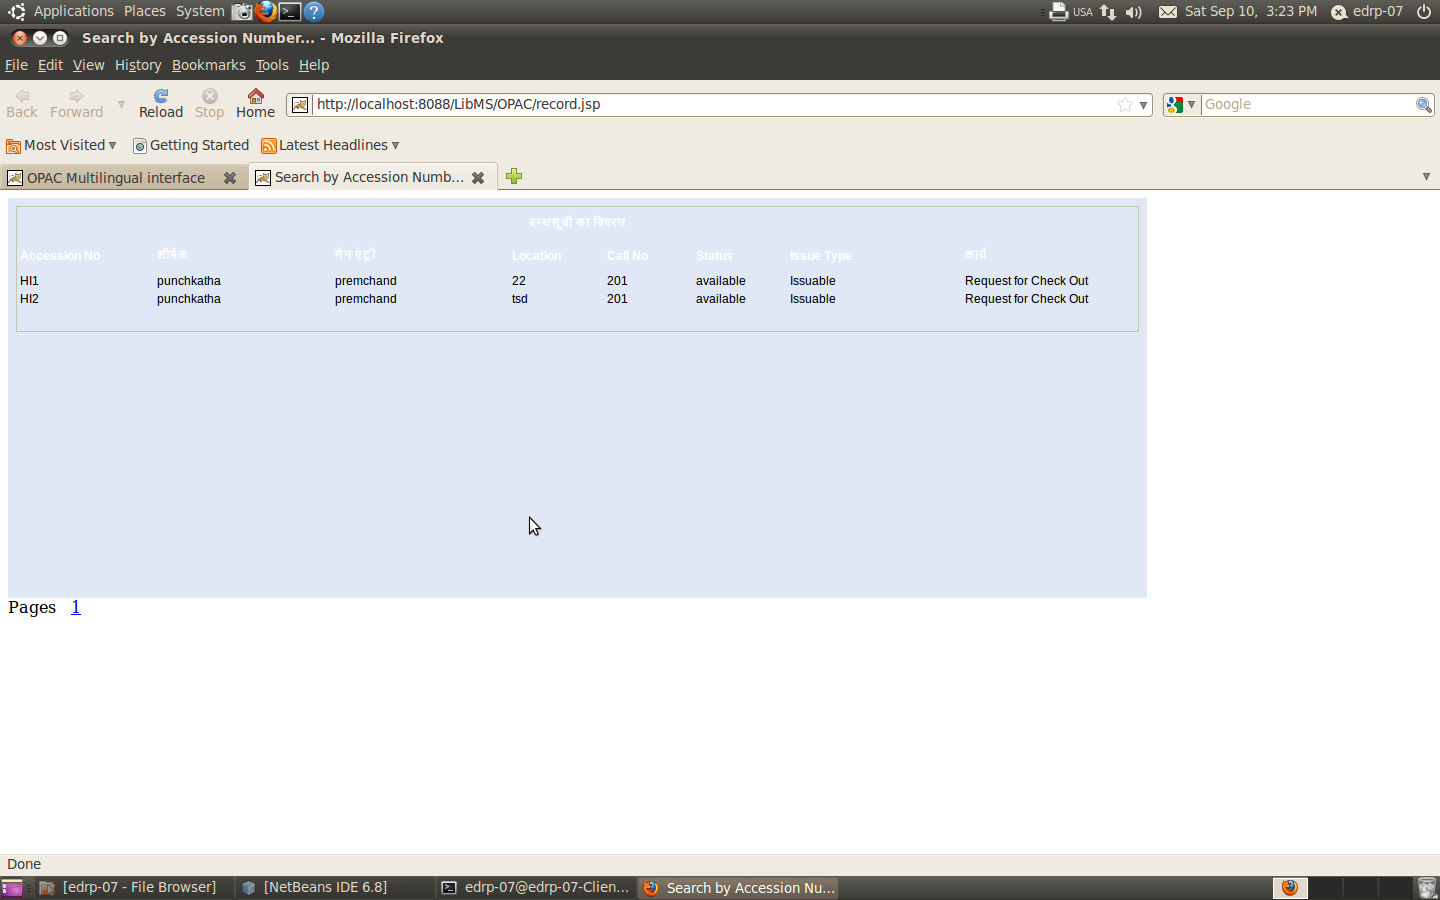 Applications Places System USA Sat Sep 10, 3:23 PM edrp-07
Search by Accession Number... - Mozilla Firefox
File Edit View History Bookmarks Tools Help
Back Forward Reload Stop Home http://localhost:8088/LibMS/OPAC/record.jsp Google
Most Visited Getting Started Latest Headlines
OPAC Multilingual interface Search by Accession Numb...
ग्रन्थसूची का विवरण
Accession No शीर्षक मेन एंट्री Location Call No Status Issue Type कार्य
HI1 punchkatha premchand 22 201 available Issuable Request for Check Out
HI2 punchkatha premchand tsd 201 available Issuable Request for Check Out
Pages 1
Done
[edrp-07 - File Browser] [NetBeans IDE 6.8] edrp-07@edrp-07-Clien... Search by Accession Nu...